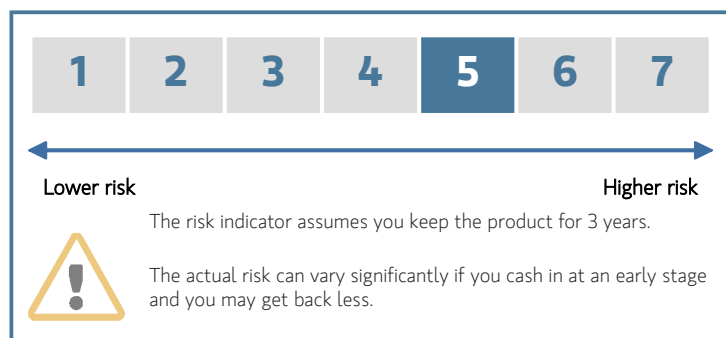 1 2 3 4 5 6 7
Lower risk Higher risk
The risk indicator assumes you keep the product for 3 years.
The actual risk can vary significantly if you cash in at an early stage
and you may get back less.